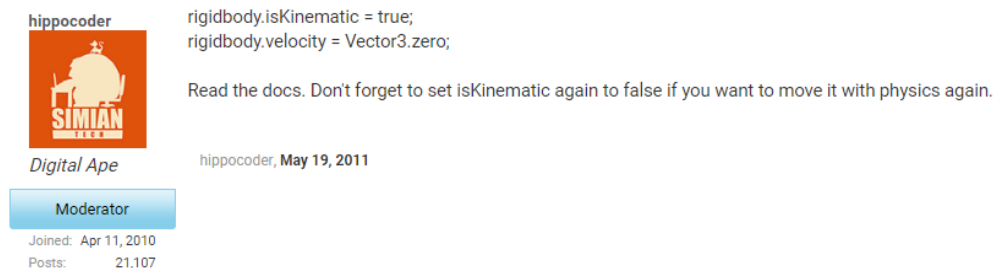 hippocoder
rigidbody.isKinematic = true;
rigidbody.velocity = Vector3.zero;
Read the docs. Don't forget to set isKinematic again to false if you want to move it with physics again.
SIMIAN
TECH
Digital Ape
hippocoder, May 19, 2011
Moderator
Joined: Apr 11, 2010
Posts: 21,107